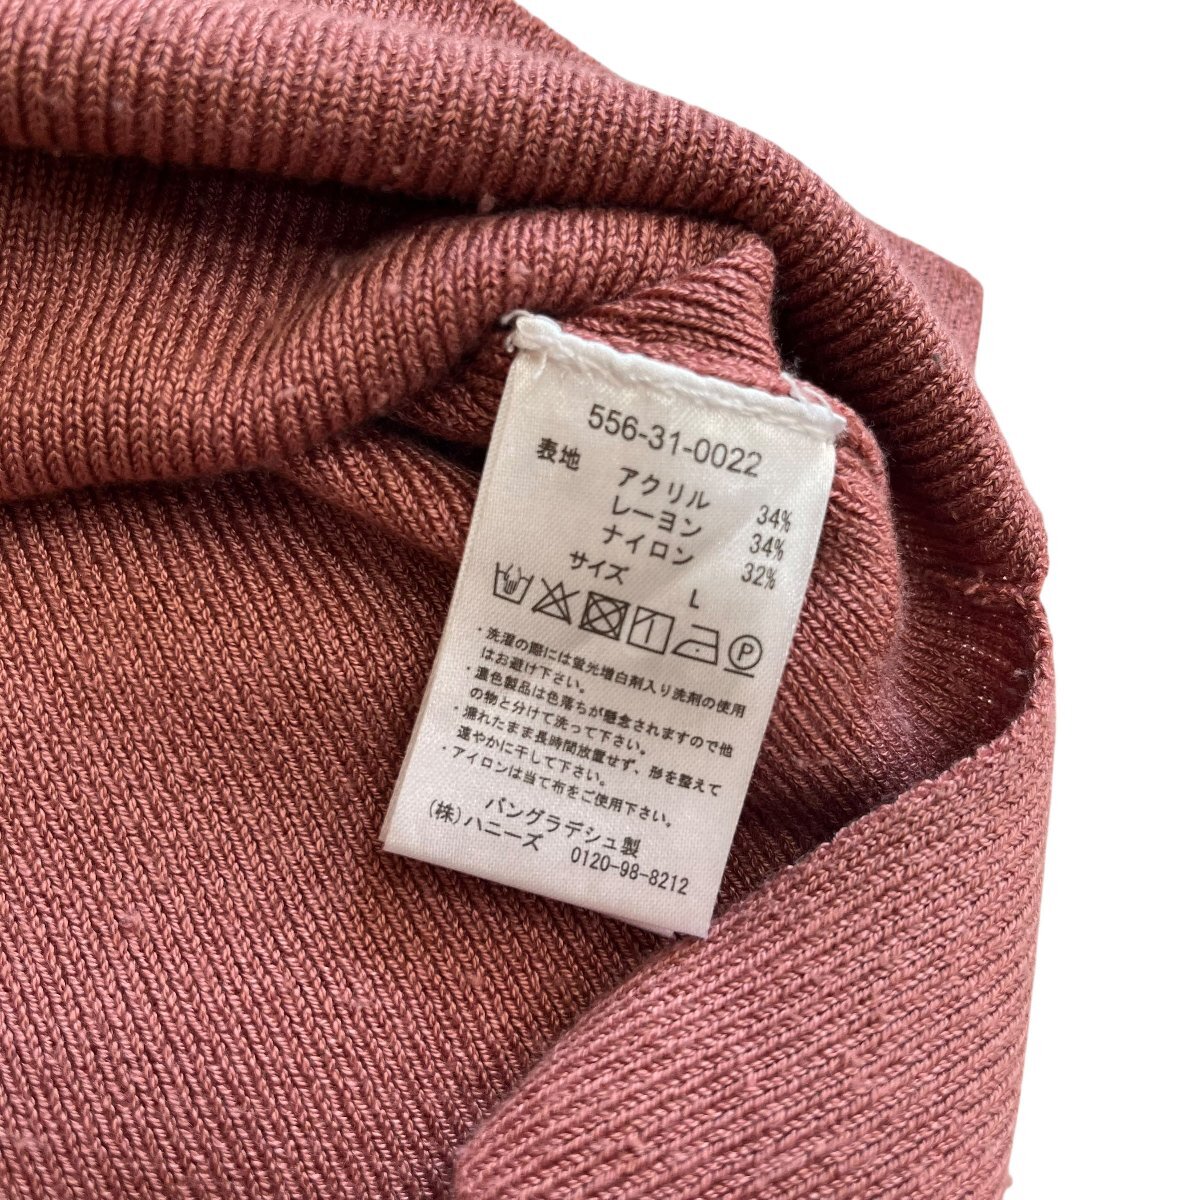 556-31-0022
表地 アクリル 34%
レーヨン 34%
ナイロン 32%
サイズ L
P
・洗濯の際には蛍光増白剤入り洗剤の使用
はお避け下さい。
・濃色製品は色落ちが懸念されますので他
の物と分けて洗って下さい。
・濡れたまま長時間放置せず、形を整えて
速やかに干して下さい。
・アイロンは当て布をご使用下さい。
バングラデシュ製
(株)ハニーズ 0120-98-8212